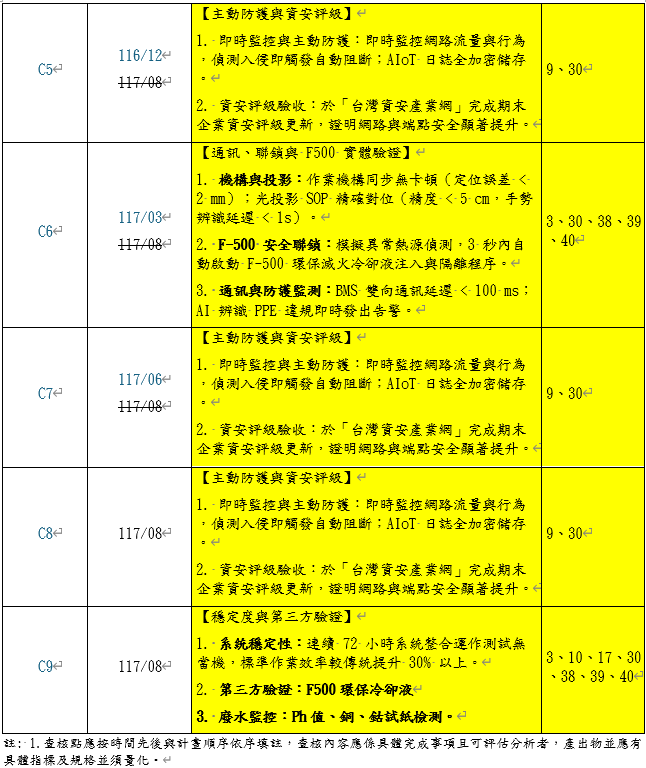 【主動防護與資安評級】
1. 即時監控與主動防護：即時監控網路流量與行為
，偵測入侵即觸發自動阻斷；AIoT 日誌全加密儲存
。
2. 資安評級驗收：於「台灣資安產業網」完成期末
企業資安評級更新，證明網路與端點安全顯著提升。
C5
116/12
117/08
9、30
【通訊、聯鎖與 F500 實體驗證】
1. 機構與投影：作業機構同步無卡頓（定位誤差 <
2 mm）；光投影 SOP 精確對位（精度 < 5 cm，手勢
辨識延遲 < 1s）。
2. F-500 安全聯鎖：模擬異常熱源偵測，3 秒內自
動啟動 F-500 環保滅火冷卻液注入與隔離程序。
3. 通訊與防護監測：BMS 雙向通訊延遲 < 100 ms；
AI 辨識 PPE 違規即時發出告警。
C6
117/03
117/08
3、30、38、39
、40
【主動防護與資安評級】
1. 即時監控與主動防護：即時監控網路流量與行為
，偵測入侵即觸發自動阻斷；AIoT 日誌全加密儲存
。
2. 資安評級驗收：於「台灣資安產業網」完成期末
企業資安評級更新，證明網路與端點安全顯著提升。
C7
117/06
117/08
9、30
【主動防護與資安評級】
1. 即時監控與主動防護：即時監控網路流量與行為
，偵測入侵即觸發自動阻斷；AIoT 日誌全加密儲存
。
2. 資安評級驗收：於「台灣資安產業網」完成期末
企業資安評級更新，證明網路與端點安全顯著提升。
C8
117/08
9、30
【穩定度與第三方驗證】
1. 系統穩定性：連續 72 小時系統整合運作測試無
當機，標準作業效率較傳統提升 30% 以上。
2. 第三方驗證：F500 環保冷卻液
3. 廢水監控：Ph 值、銅、鈷試紙檢測。
C9
117/08
3、10、17、30
、38、39、40
註: 1.查核點應按時間先後與計畫順序依序填註，查核內容應係具體完成事項且可評估分析者，產出物並應有
具體指標及規格並須量化。